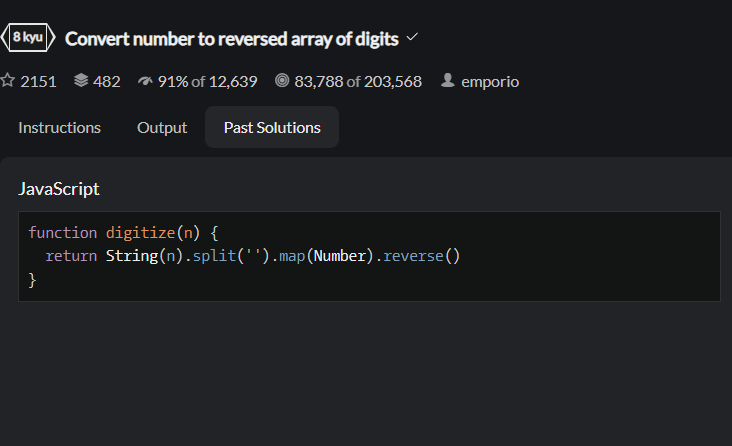 8 kyu Convert number to reversed array of digits
2151 482 91% of 12,639 83,788 of 203,568 emporio
Instructions Output Past Solutions
JavaScript
function digitize(n) {
  return String(n).split('').map(Number).reverse()
}